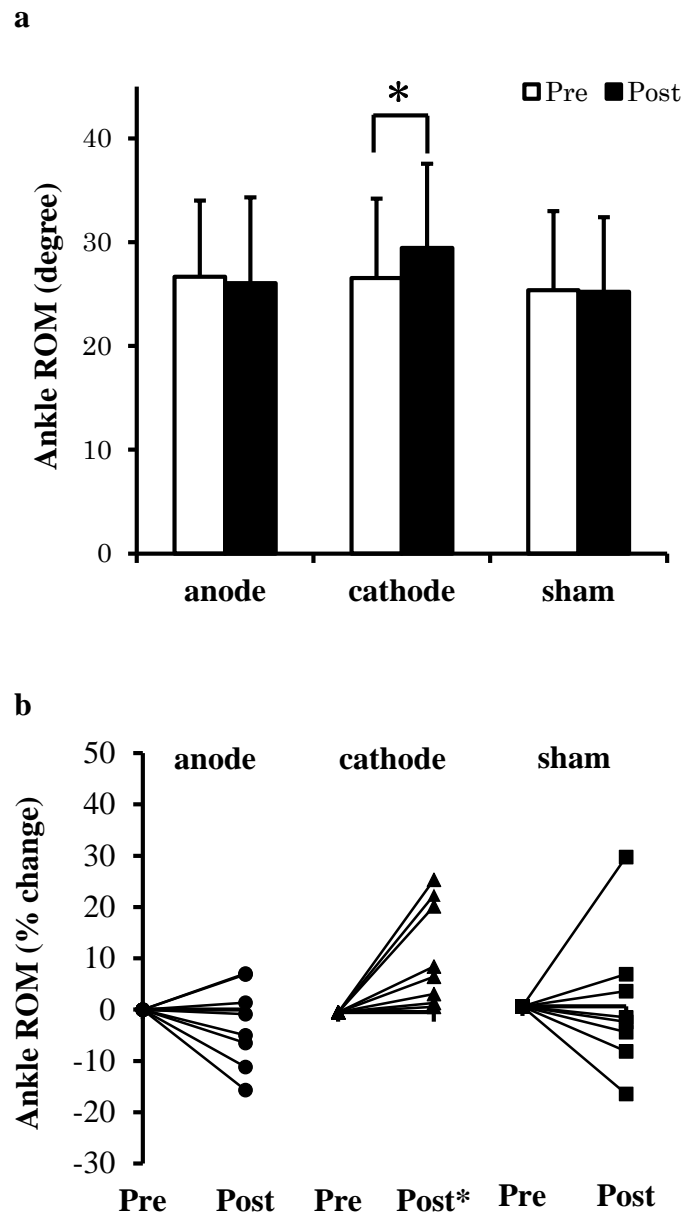 a
□Pre ■Post
*
40
30
20
10
0
Ankle ROM (degree)
anode cathode sham
b
50
40
30
20
10
0
-10
-20
-30
Ankle ROM (% change)
anode cathode sham
Pre Post Pre Post* Pre Post